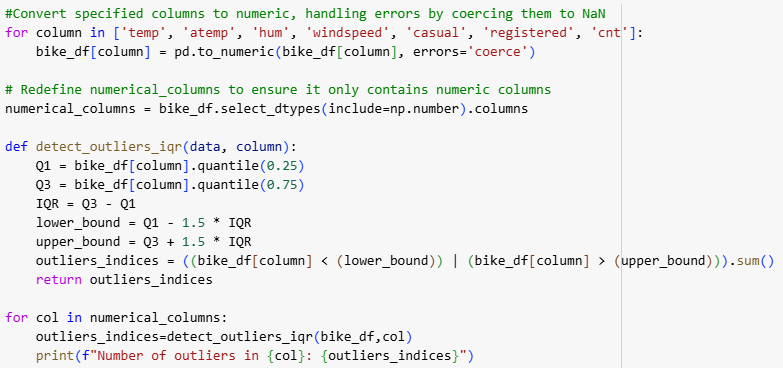 #Convert specified columns to numeric, handling errors by coercing them to NaN
for column in ['temp', 'atemp', 'hum', 'windspeed', 'casual', 'registered', 'cnt']:
    bike_df[column] = pd.to_numeric(bike_df[column], errors='coerce')

# Redefine numerical_columns to ensure it only contains numeric columns
numerical_columns = bike_df.select_dtypes(include=np.number).columns

def detect_outliers_iqr(data, column):
    Q1 = bike_df[column].quantile(0.25)
    Q3 = bike_df[column].quantile(0.75)
    IQR = Q3 - Q1
    lower_bound = Q1 - 1.5 * IQR
    upper_bound = Q3 + 1.5 * IQR
    outliers_indices = ((bike_df[column] < (lower_bound)) | (bike_df[column] > (upper_bound))).sum()
    return outliers_indices

for col in numerical_columns:
    outliers_indices=detect_outliers_iqr(bike_df,col)
    print(f"Number of outliers in {col}: {outliers_indices}")